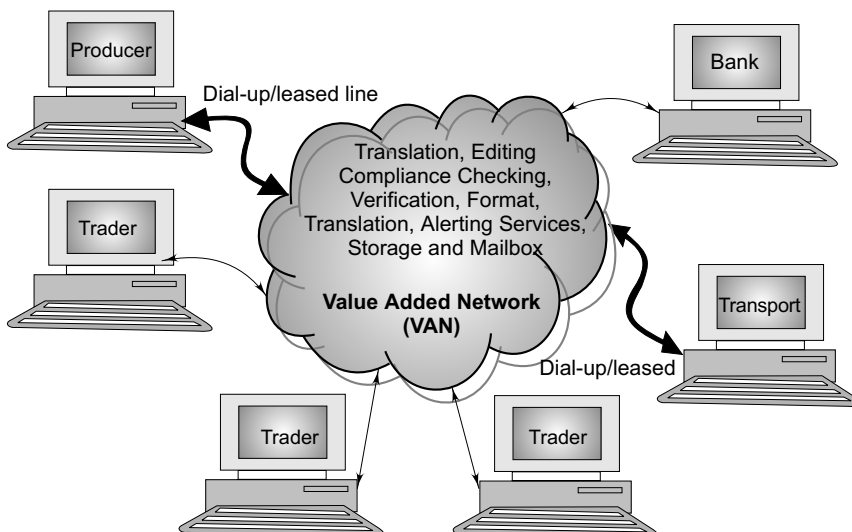 Producer
Bank
Dial-up/leased line
Translation, Editing
Compliance Checking,
Verification, Format,
Translation, Alerting Services,
Storage and Mailbox
Trader
Value Added Network
(VAN)
Transport
Dial-up/leased
Trader
Trader